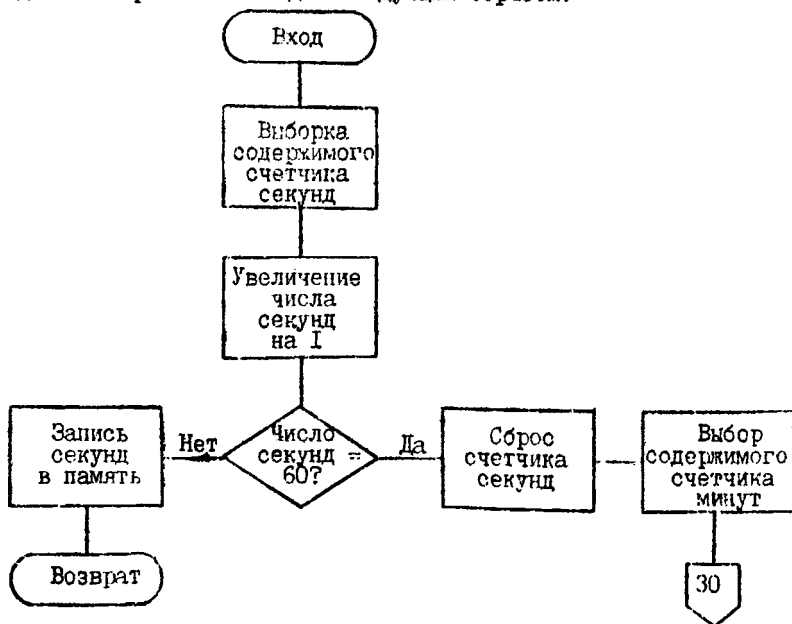 Вход
Выборка
содержимого
счетчика
секунд
Увеличение
числа
секунд
на I
Запись
секунд
в память
Нет
Число
секунд =
60?
Да
Сброс
счетчика
секунд
Выбор
содержимого
счетчика
минут
Возврат
30